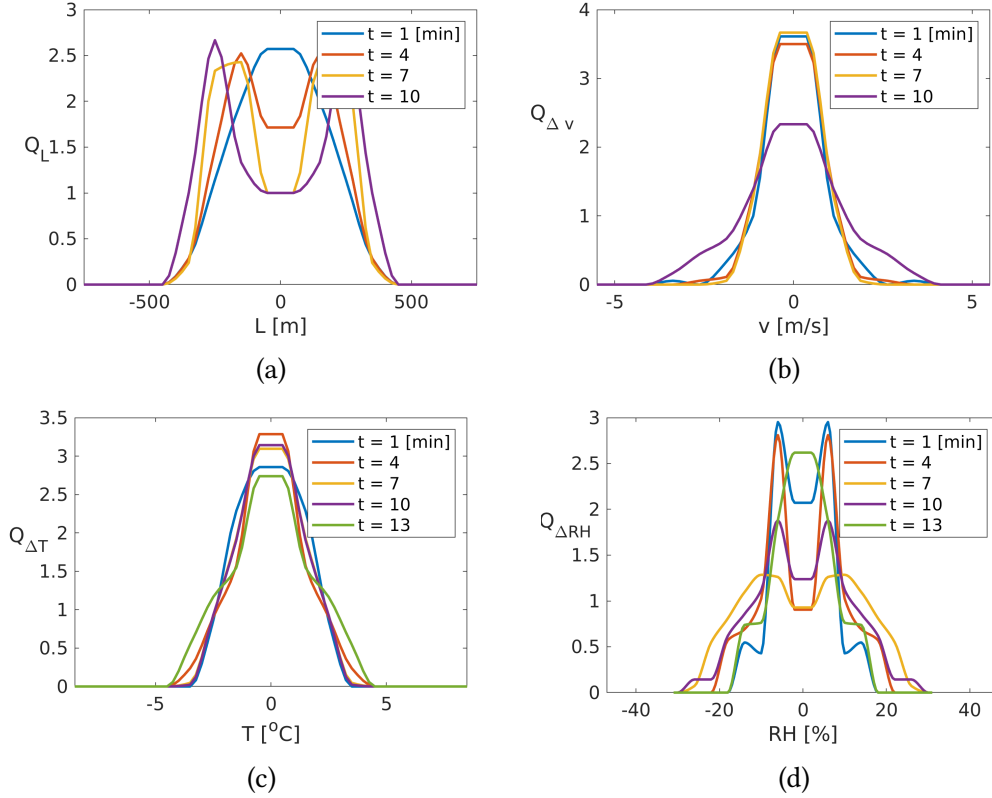 3
2.5
2
1.5
1
0.5
0
Q_L
-500
0
500
L [m]
t = 1 [min]
t = 4
t = 7
t = 10
(a)
4
3
2
1
0
Q_Δ v
-5
0
5
v [m/s]
t = 1 [min]
t = 4
t = 7
t = 10
(b)
3.5
3
2.5
2
1.5
1
0.5
0
Q_ΔT
-5
0
5
T [°C]
t = 1 [min]
t = 4
t = 7
t = 10
t = 13
(c)
3
2.5
2
1.5
1
0.5
0
Q_ΔRH
-40
-20
0
20
40
RH [%]
t = 1 [min]
t = 4
t = 7
t = 10
t = 13
(d)